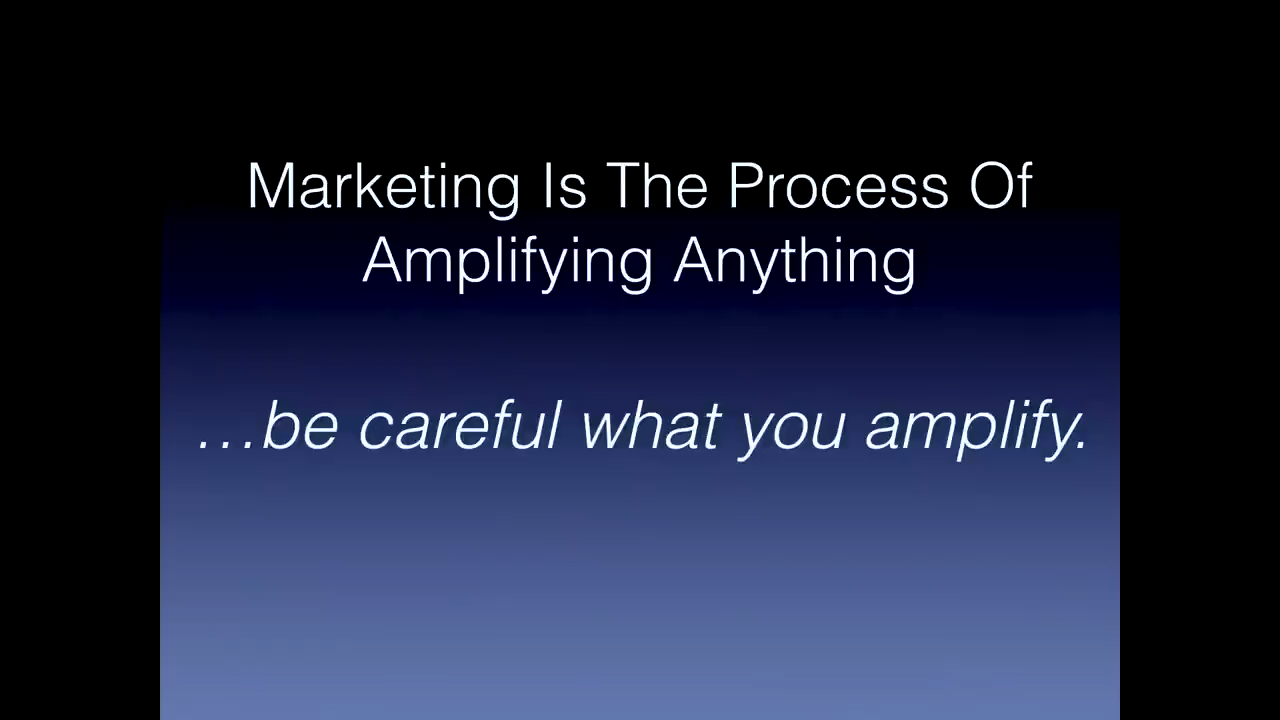 Marketing Is The Process Of
Amplifying Anything
…be careful what you amplify.